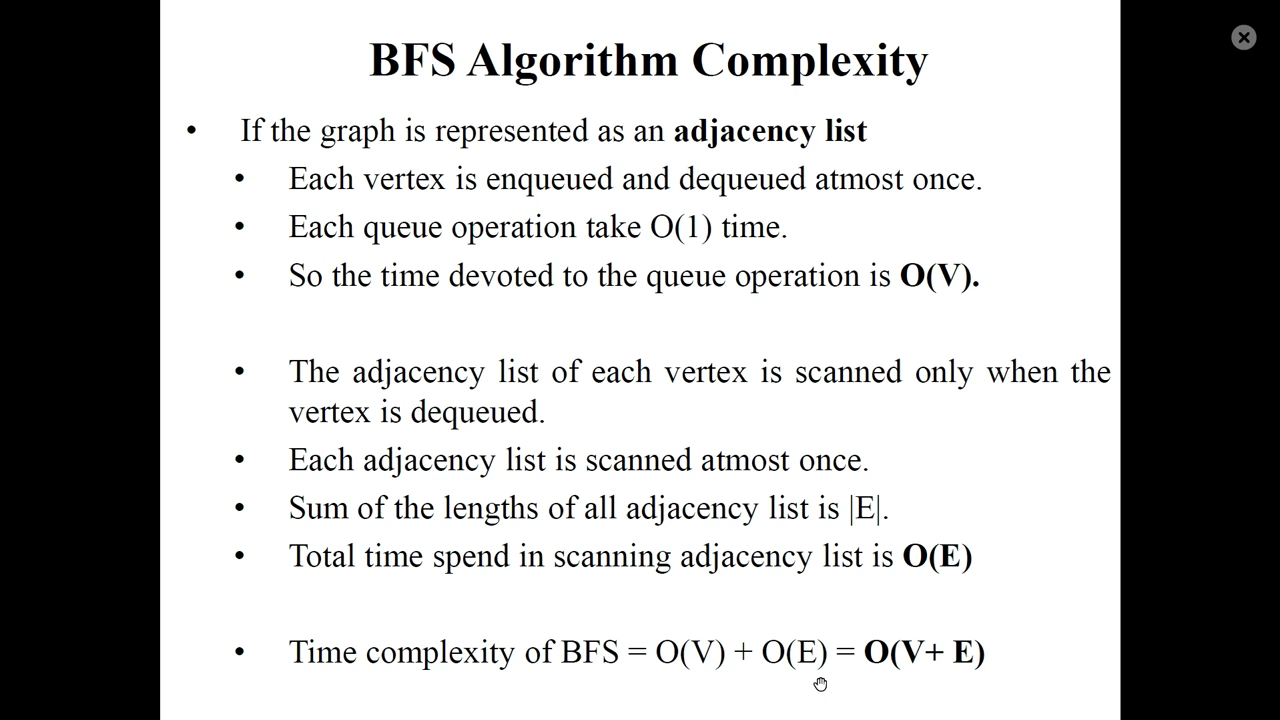 BFS Algorithm Complexity
• If the graph is represented as an adjacency list
• Each vertex is enqueued and dequeued atmost once.
• Each queue operation take O(1) time.
• So the time devoted to the queue operation is O(V).
• The adjacency list of each vertex is scanned only when the
vertex is dequeued.
• Each adjacency list is scanned atmost once.
• Sum of the lengths of all adjacency list is |E|.
• Total time spend in scanning adjacency list is O(E)
• Time complexity of BFS = O(V) + O(E) = O(V+ E)